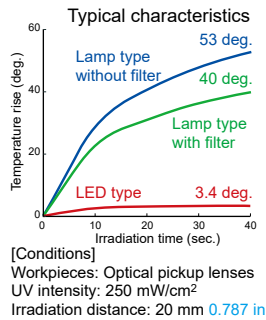 Typical characteristics
60
53 deg.
Lamp type
without filter
40 deg.
40
Temperature rise (deg.)
Lamp type
with filter
20
LED type
3.4 deg.
0
0 10 20 30 40
Irradiation time (sec.)
[Conditions]
Workpieces: Optical pickup lenses
UV intensity: 250 mW/cm²
Irradiation distance: 20 mm 0.787 in